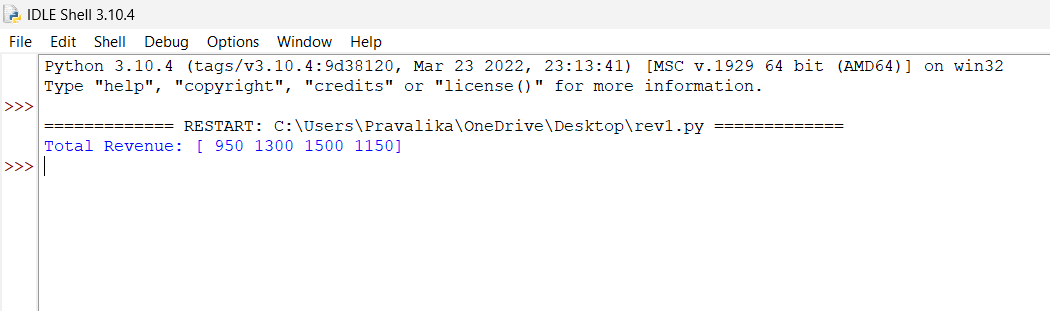 IDLE Shell 3.10.4
File Edit Shell Debug Options Window Help
Python 3.10.4 (tags/v3.10.4:9d38120, Mar 23 2022, 23:13:41) [MSC v.1929 64 bit (AMD64)] on win32
Type "help", "copyright", "credits" or "license()" for more information.
>>>
============= RESTART: C:\Users\Pravalika\OneDrive\Desktop\rev1.py =============
Total Revenue: [ 950 1300 1500 1150]
>>>